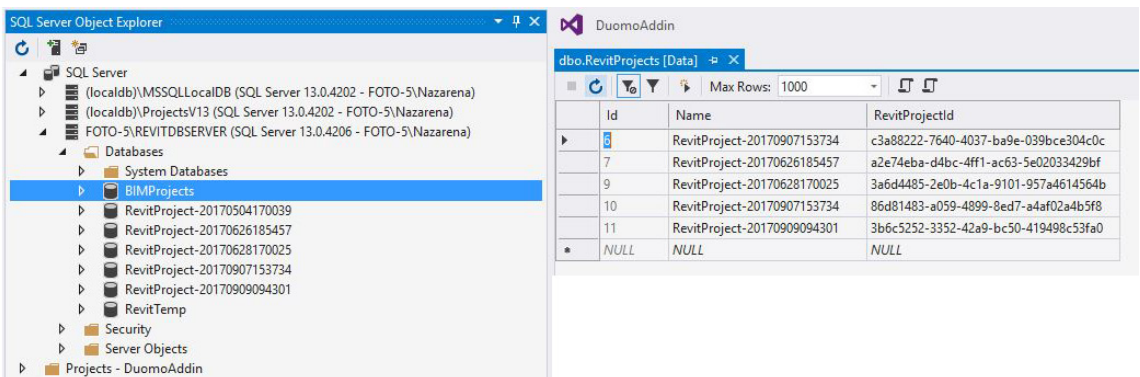 SQL Server Object Explorer
SQL Server
(localdb)\MSSQLLocalDB (SQL Server 13.0.4202 - FOTO-5\Nazarena)
(localdb)\ProjectsV13 (SQL Server 13.0.4202 - FOTO-5\Nazarena)
FOTO-5\REVITDBSERVER (SQL Server 13.0.4206 - FOTO-5\Nazarena)
Databases
System Databases
BIMProjects
RevitProject-20170504170039
RevitProject-20170626185457
RevitProject-20170628170025
RevitProject-20170907153734
RevitProject-20170909094301
RevitTemp
Security
Server Objects
Projects - DuomoAddin
DuomoAddin
dbo.RevitProjects [Data]
Max Rows: 1000
Id Name RevitProjectId
6 RevitProject-20170907153734 c3a88222-7640-4037-ba9e-039bce304c0c
7 RevitProject-20170626185457 a2e74eba-d4bc-4ff1-ac63-5e02033429bf
9 RevitProject-20170628170025 3a6d4485-2e0b-4c1a-9101-957a4614564b
10 RevitProject-20170907153734 86d81483-a059-4899-8ed7-a4af02a4b5f8
11 RevitProject-20170909094301 3b6c5252-3352-42a9-bc50-419498c53fa0
NULL NULL NULL